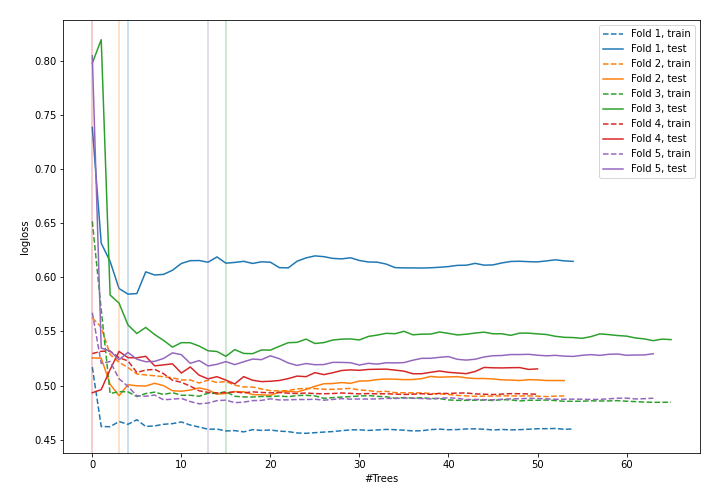 0.80
0.75
0.70
0.65
0.60
0.55
0.50
0.45
logloss
0
10
20
30
40
50
60
#Trees
Fold 1, train
Fold 1, test
Fold 2, train
Fold 2, test
Fold 3, train
Fold 3, test
Fold 4, train
Fold 4, test
Fold 5, train
Fold 5, test